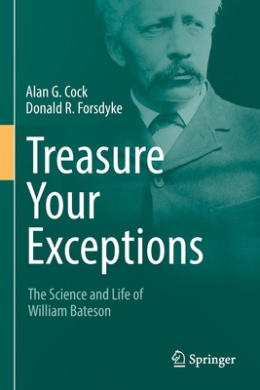 Alan G. Cock
Donald R. Forsdyke
Treasure
Your
Exceptions
The Science and Life of
William Bateson
Springer